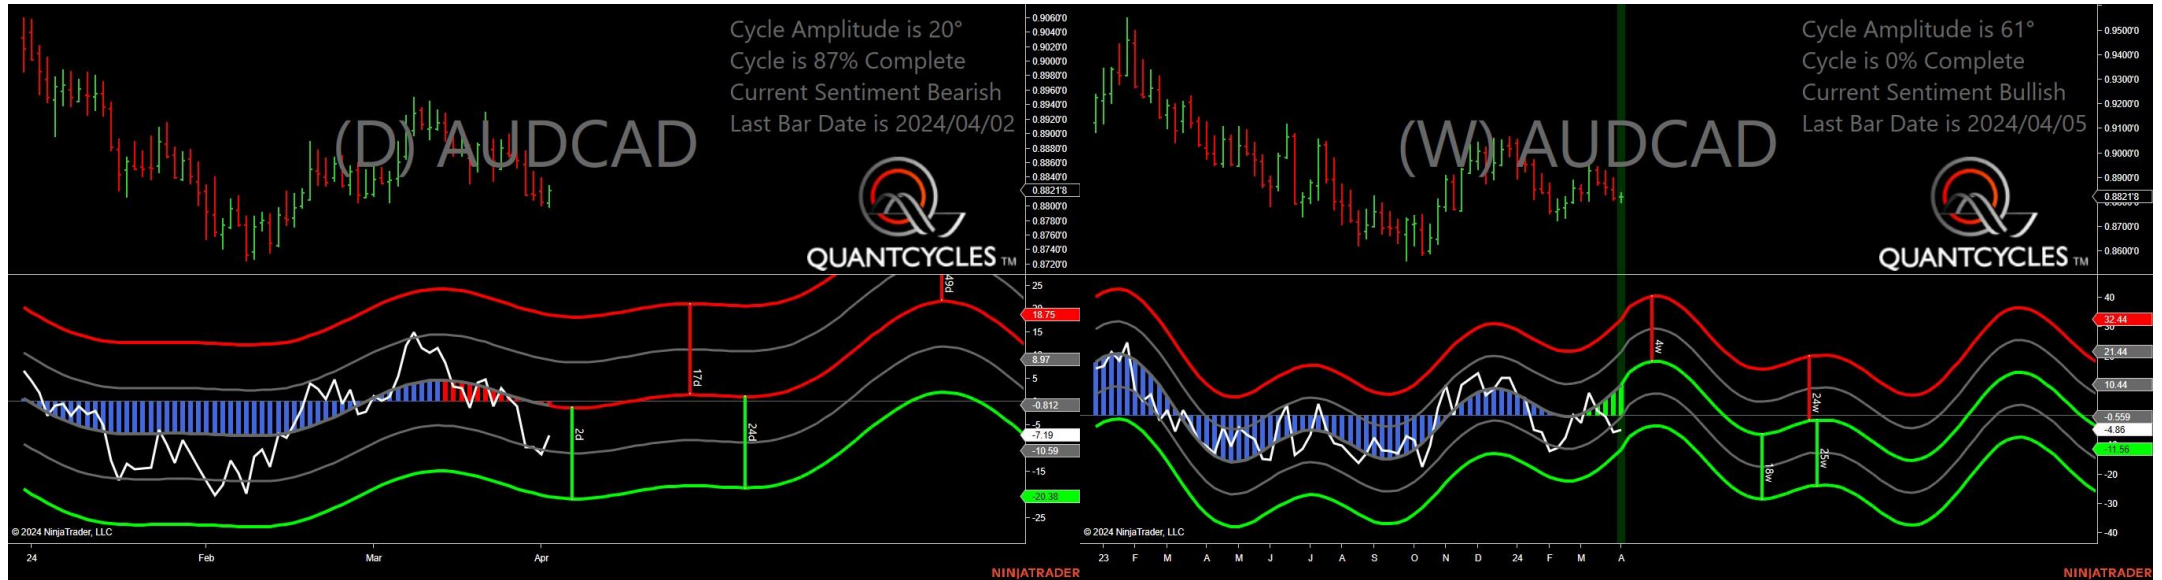 Cycle Amplitude is 20°
Cycle is 87% Complete
Current Sentiment Bearish
Last Bar Date is 2024/04/02
(D) AUDCAD
QUANTCYCLES TM
0.9060'0
0.9040'0
0.9020'0
0.9000'0
0.8980'0
0.8960'0
0.8940'0
0.8920'0
0.8900'0
0.8880'0
0.8860'0
0.8840'0
0.8821'8
0.8800'0
0.8780'0
0.8760'0
0.8740'0
0.8720'0
49d
17d
2d
24d
25
18.75
15
8.97
5
-0.812
-5
-7.19
-10.59
-15
-20.38
-25
© 2024 NinjaTrader, LLC
24 Feb Mar Apr
NINJATRADER
Cycle Amplitude is 61°
Cycle is 0% Complete
Current Sentiment Bullish
Last Bar Date is 2024/04/05
(W) AUDCAD
QUANTCYCLES TM
0.9500'0
0.9400'0
0.9300'0
0.9200'0
0.9100'0
0.9000'0
0.8900'0
0.8821'8
0.8700'0
0.8600'0
4w
24w
18w
25w
40
32.44
30
21.44
10.44
-0.559
-4.86
-11.56
-20
-30
-40
© 2024 NinjaTrader, LLC
23 F M A M J J A S O N D 24 F M A
NINJATRADER